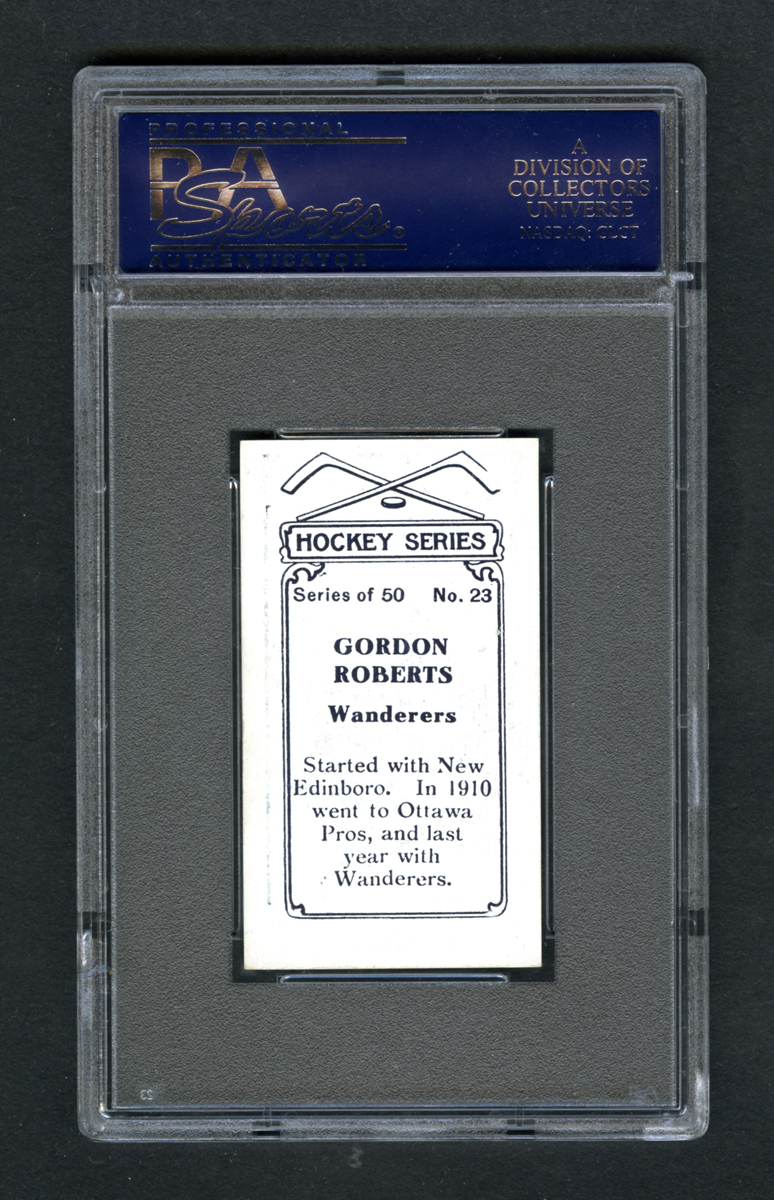 PROFESSIONAL
PSA
Sports
AUTHENTICATOR
A
DIVISION OF
COLLECTORS
UNIVERSE
NASDAQ: CLCT
HOCKEY SERIES
Series of 50 No. 23
GORDON
ROBERTS
Wanderers
Started with New
Edinboro. In 1910
went to Ottawa
Pros, and last
year with
Wanderers.
23